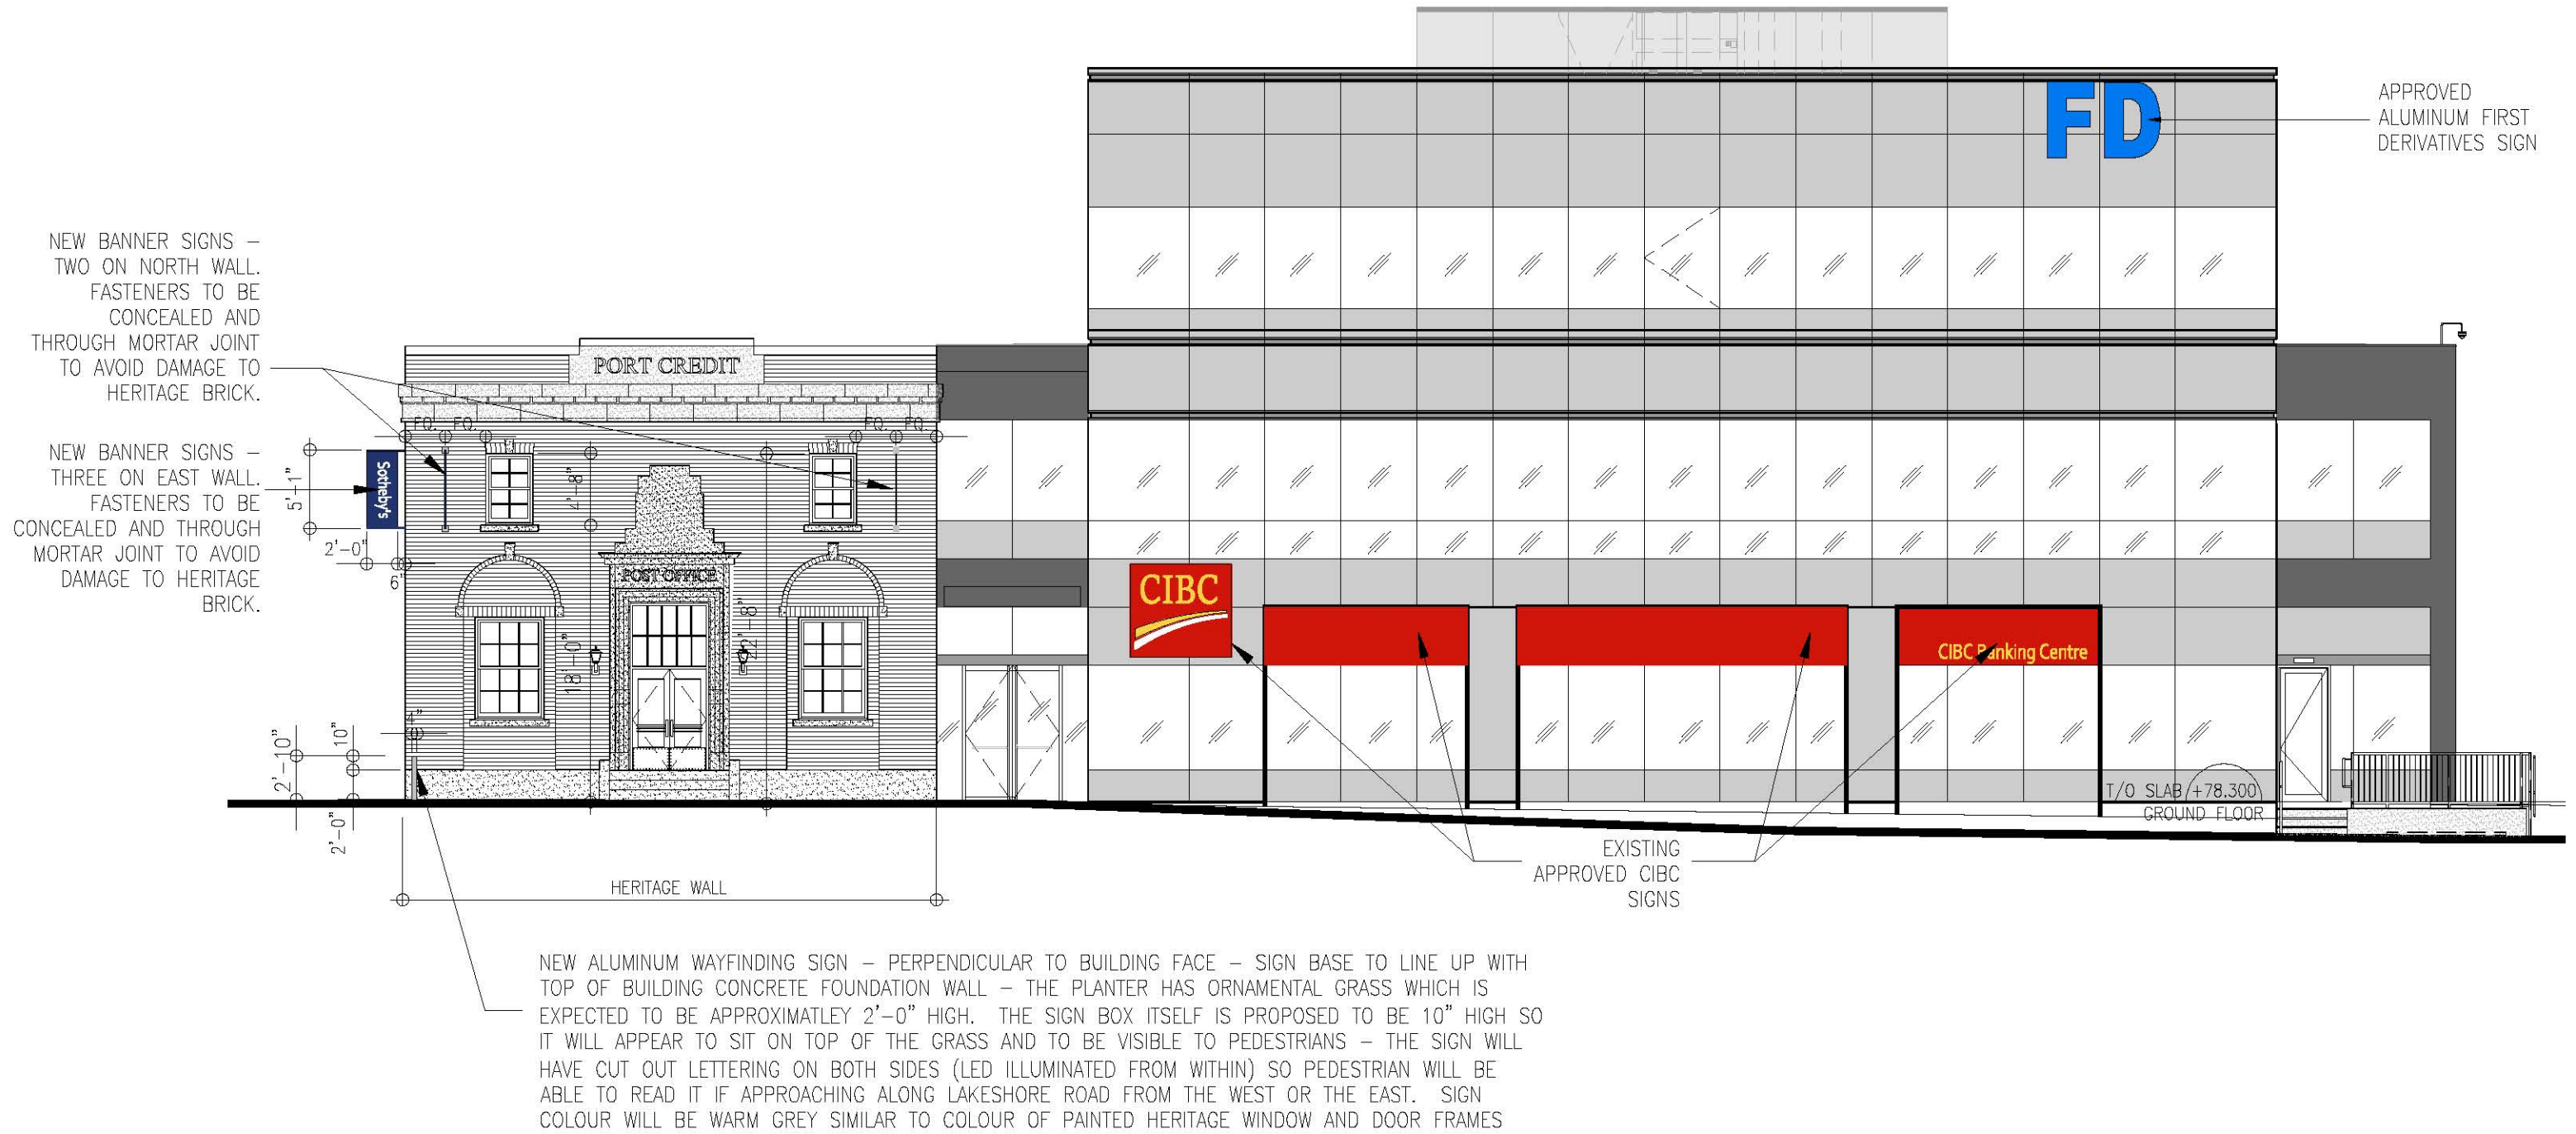 FD
APPROVED
ALUMINUM FIRST
DERIVATIVES SIGN
NEW BANNER SIGNS –
TWO ON NORTH WALL.
FASTENERS TO BE
CONCEALED AND
THROUGH MORTAR JOINT
TO AVOID DAMAGE TO
HERITAGE BRICK.
PORT CREDIT
EQ. EQ.
EQ. EQ.
NEW BANNER SIGNS –
THREE ON EAST WALL.
FASTENERS TO BE
CONCEALED AND THROUGH
MORTAR JOINT TO AVOID
DAMAGE TO HERITAGE
BRICK.
5'-1"
Sotheby's
2'-0"
6"
4'-8"
POST OFFICE
18'-0"
22'-8"
4"
2'-10"
10"
2'-0"
CIBC
CIBC Banking Centre
T/O SLAB +78.300
GROUND FLOOR
HERITAGE WALL
EXISTING
APPROVED CIBC
SIGNS
NEW ALUMINUM WAYFINDING SIGN – PERPENDICULAR TO BUILDING FACE – SIGN BASE TO LINE UP WITH
TOP OF BUILDING CONCRETE FOUNDATION WALL – THE PLANTER HAS ORNAMENTAL GRASS WHICH IS
EXPECTED TO BE APPROXIMATLEY 2'-0" HIGH. THE SIGN BOX ITSELF IS PROPOSED TO BE 10" HIGH SO
IT WILL APPEAR TO SIT ON TOP OF THE GRASS AND TO BE VISIBLE TO PEDESTRIANS – THE SIGN WILL
HAVE CUT OUT LETTERING ON BOTH SIDES (LED ILLUMINATED FROM WITHIN) SO PEDESTRIAN WILL BE
ABLE TO READ IT IF APPROACHING ALONG LAKESHORE ROAD FROM THE WEST OR THE EAST. SIGN
COLOUR WILL BE WARM GREY SIMILAR TO COLOUR OF PAINTED HERITAGE WINDOW AND DOOR FRAMES